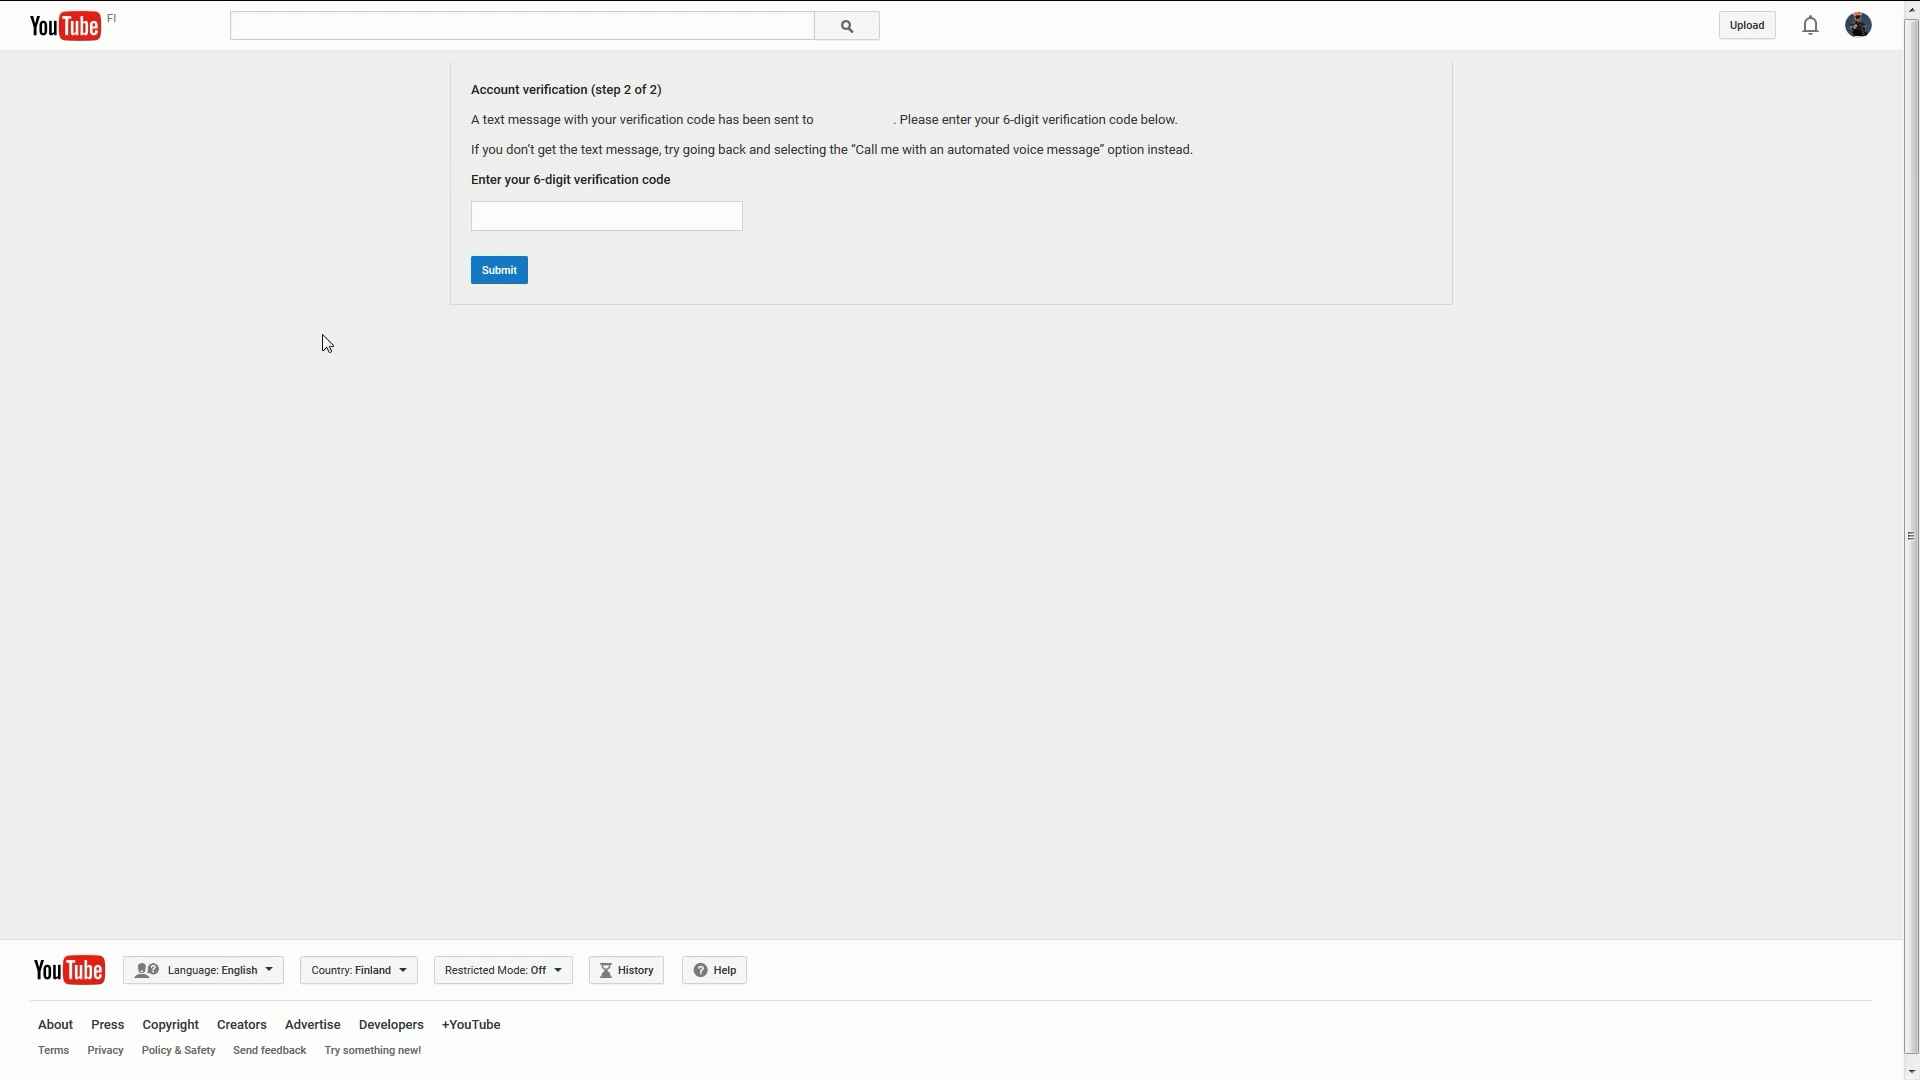 YouTube FI
Upload
Account verification (step 2 of 2)
A text message with your verification code has been sent to . Please enter your 6-digit verification code below.
If you don't get the text message, try going back and selecting the “Call me with an automated voice message” option instead.
Enter your 6-digit verification code
Submit
YouTube Language: English Country: Finland Restricted Mode: Off History Help
About Press Copyright Creators Advertise Developers +YouTube
Terms Privacy Policy & Safety Send feedback Try something new!